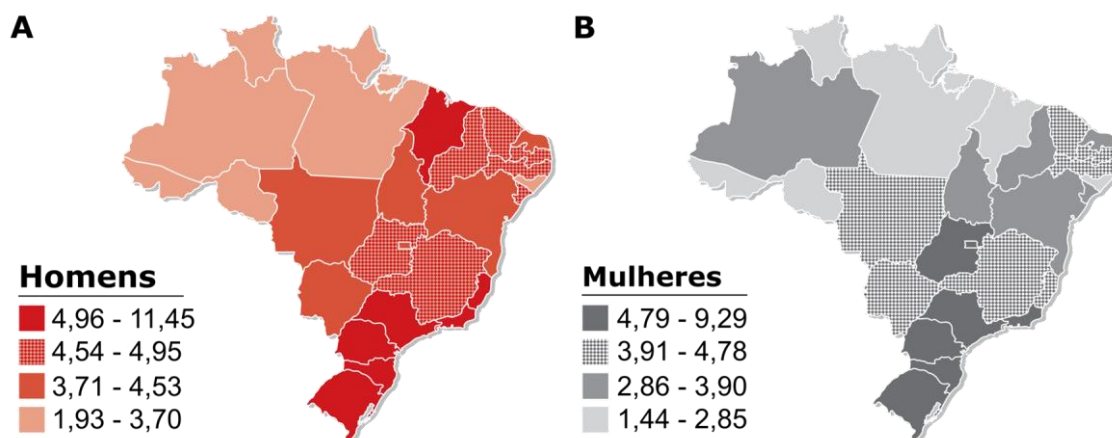 A
Homens
4,96 - 11,45
4,54 - 4,95
3,71 - 4,53
1,93 - 3,70
B
Mulheres
4,79 - 9,29
3,91 - 4,78
2,86 - 3,90
1,44 - 2,85